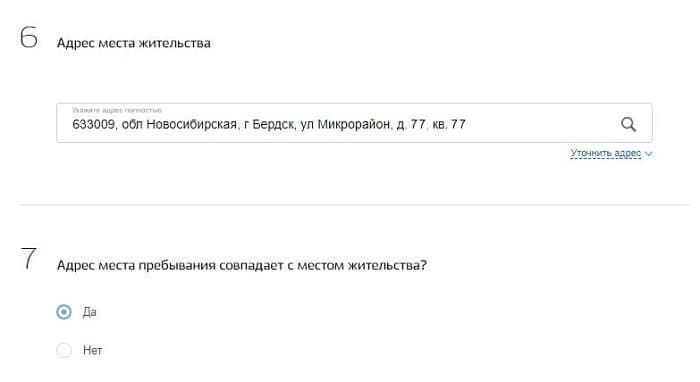 6
Адрес места жительства
Укажите адрес полностью
633009, обл Новосибирская, г Бердск, ул Микрорайон, д. 77, кв. 77
Уточнить адрес
7
Адрес места пребывания совпадает с местом жительства?
Да
Нет